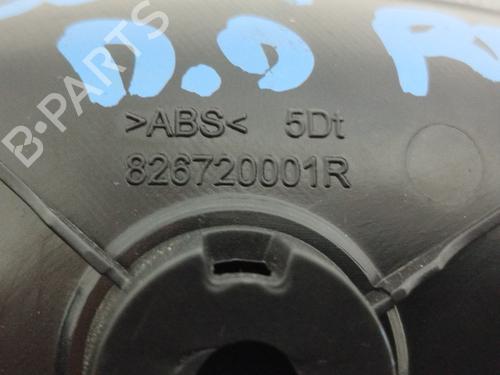 D.D
>ABS< 5Dt
826720001R
B-PARTS